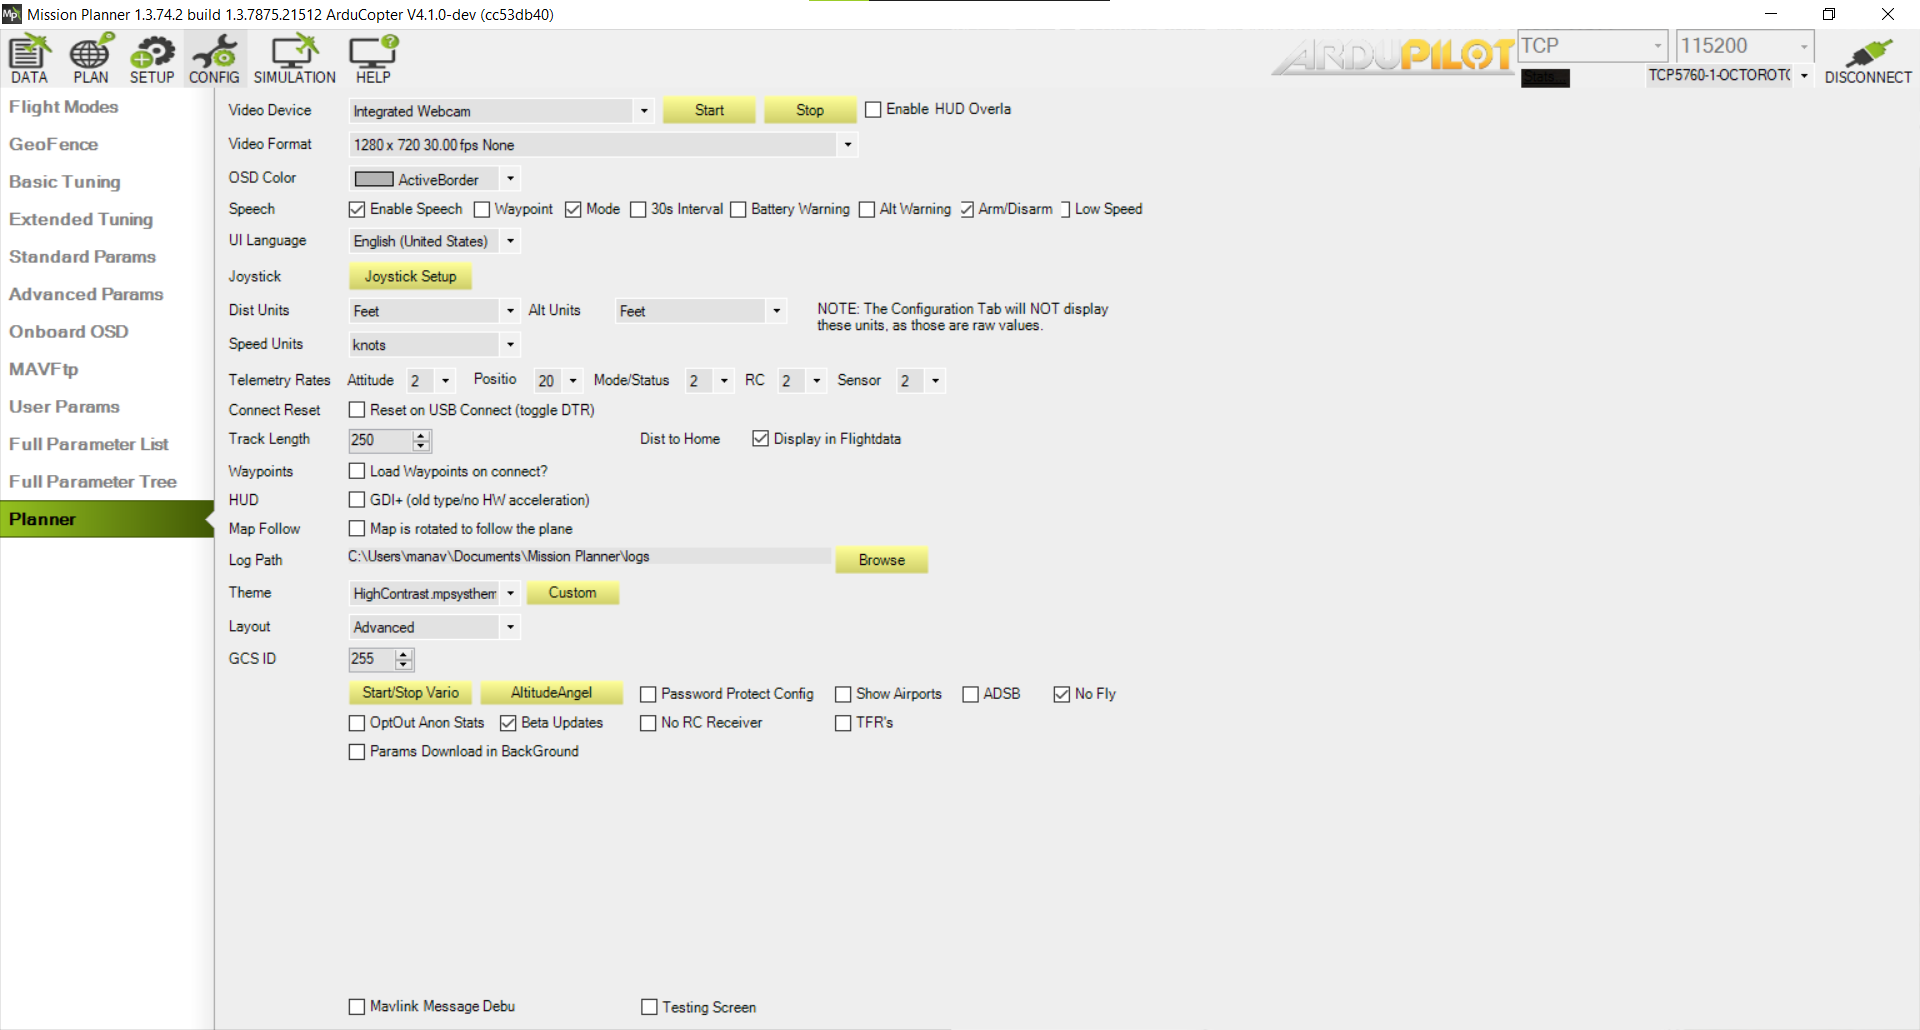 Mission Planner 1.3.74.2 build 1.3.7875.21512 ArduCopter V4.1.0-dev (cc53db40)
DATA PLAN SETUP CONFIG SIMULATION HELP
ARDUPILOT
TCP 115200
Stats... TCP5760-1-OCTOROT( DISCONNECT
Flight Modes
GeoFence
Basic Tuning
Extended Tuning
Standard Params
Advanced Params
Onboard OSD
MAVFtp
User Params
Full Parameter List
Full Parameter Tree
Planner
Video Device Integrated Webcam Start Stop Enable HUD Overla
Video Format 1280 x 720 30.00 fps None
OSD Color ActiveBorder
Speech Enable Speech Waypoint Mode 30s Interval Battery Warning Alt Warning Arm/Disarm Low Speed
UI Language English (United States)
Joystick Joystick Setup
Dist Units Feet Alt Units Feet NOTE: The Configuration Tab will NOT display
these units, as those are raw values.
Speed Units knots
Telemetry Rates Attitude 2 Positio 20 Mode/Status 2 RC 2 Sensor 2
Connect Reset Reset on USB Connect (toggle DTR)
Track Length 250 Dist to Home Display in Flightdata
Waypoints Load Waypoints on connect?
HUD GDI+ (old type/no HW acceleration)
Map Follow Map is rotated to follow the plane
Log Path C:\Users\manav\Documents\Mission Planner\logs Browse
Theme HighContrast.mpsysthem Custom
Layout Advanced
GCS ID 255
Start/Stop Vario AltitudeAngel Password Protect Config Show Airports ADSB No Fly
OptOut Anon Stats Beta Updates No RC Receiver TFR's
Params Download in BackGround
Mavlink Message Debu Testing Screen